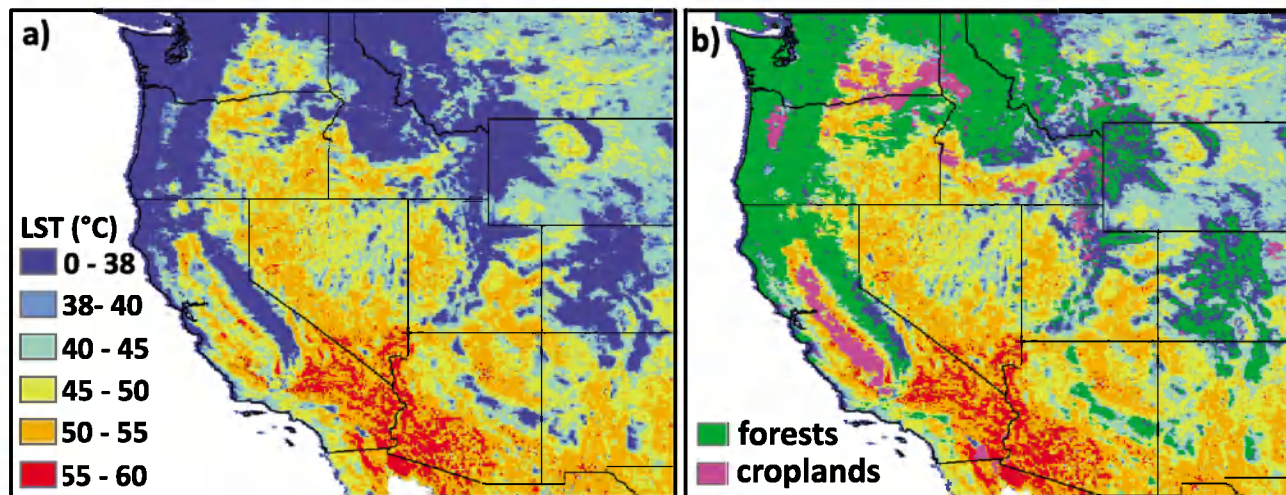 a)
LST (°C)
0 - 38
38- 40
40 - 45
45 - 50
50 - 55
55 - 60
b)
forests
croplands